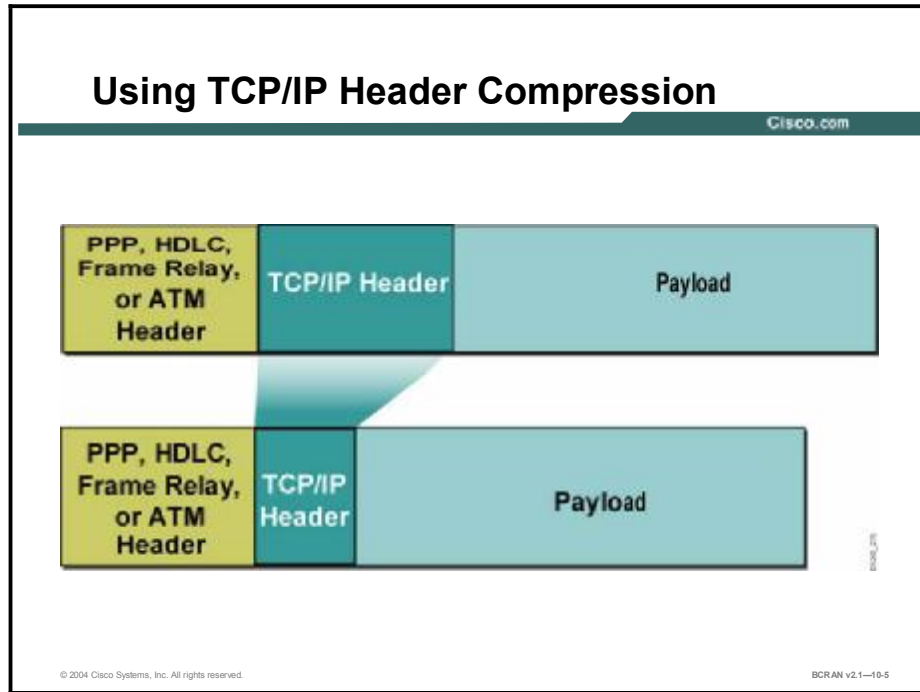 Using TCP/IP Header Compression
Cisco.com
PPP, HDLC,
Frame Relay,
or ATM
Header
TCP/IP Header
Payload
PPP, HDLC,
Frame Relay,
or ATM
Header
TCP/IP
Header
Payload
© 2004 Cisco Systems, Inc. All rights reserved.
BCRAN v2.1—10-5